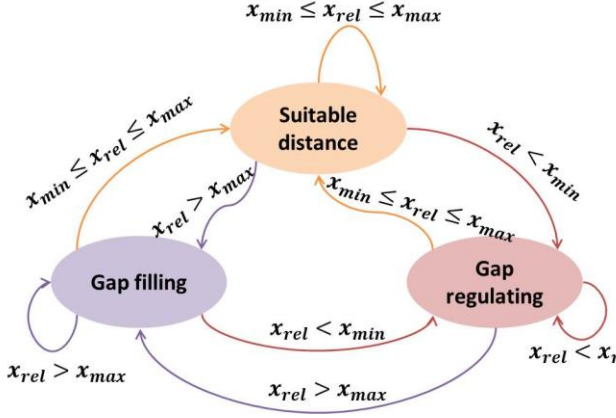 x_min ≤ x_rel ≤ x_max
Suitable
distance
x_min ≤ x_rel ≤ x_max
x_rel < x_min
x_rel > x_max
x_min ≤ x_rel ≤ x_max
Gap filling
Gap
regulating
x_rel < x_min
x_rel < x
x_rel > x_max
x_rel > x_max